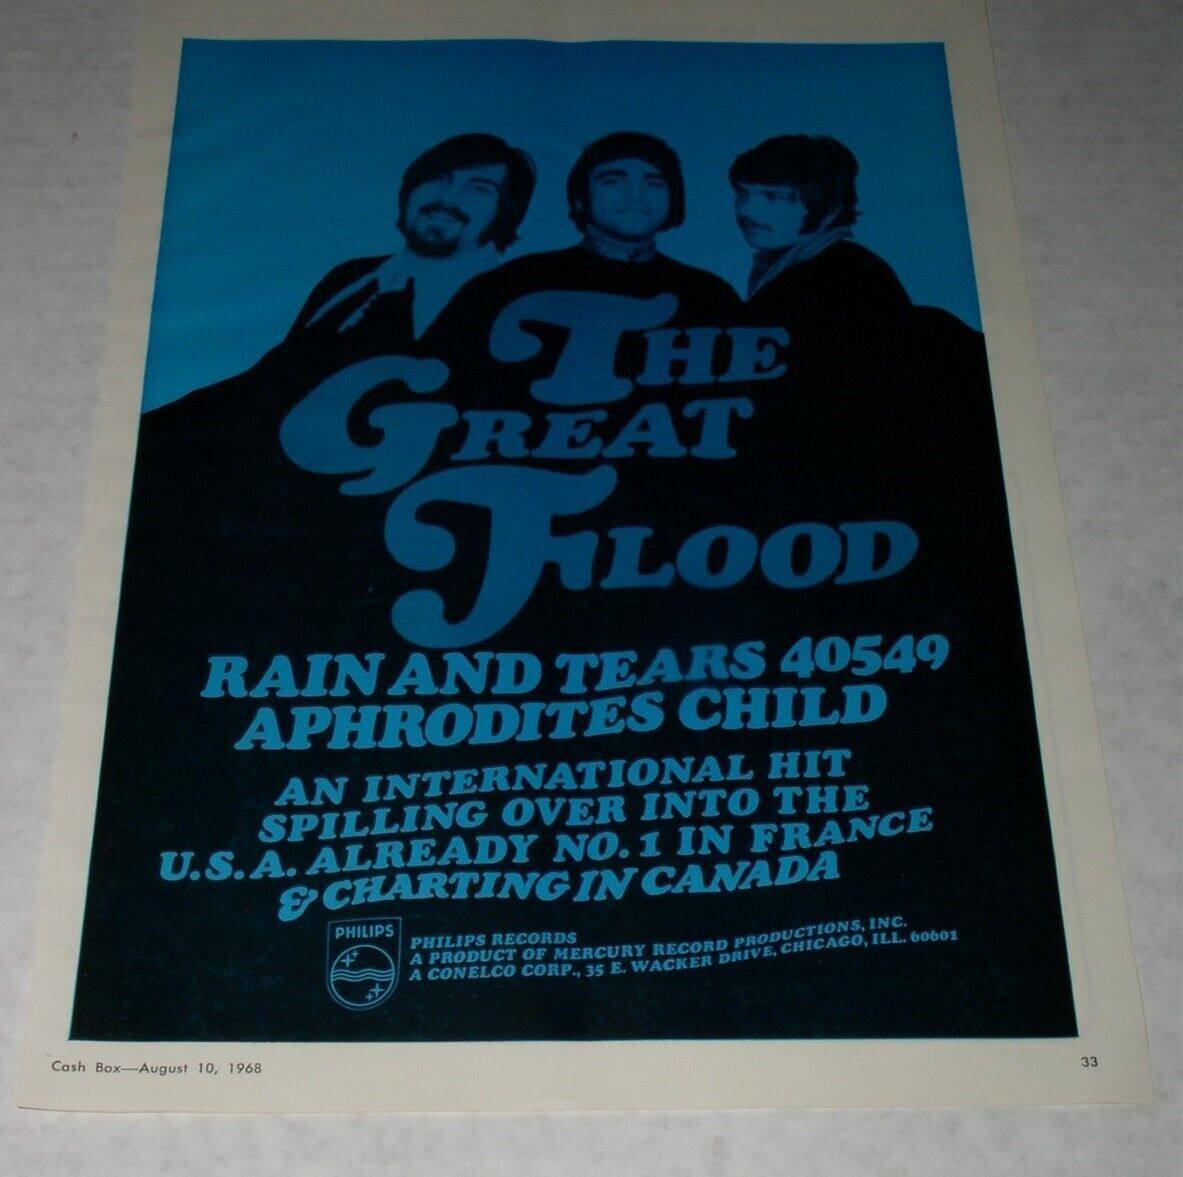 THE
GREAT
FLOOD
RAIN AND TEARS 40549
APHRODITES CHILD
AN INTERNATIONAL HIT
SPILLING OVER INTO THE
U.S.A. ALREADY NO. 1 IN FRANCE
& CHARTING IN CANADA
PHILIPS
PHILIPS RECORDS
A PRODUCT OF MERCURY RECORD PRODUCTIONS, INC.
A CONELCO CORP., 35 E. WACKER DRIVE, CHICAGO, ILL. 60601
Cash Box—August 10, 1968
33